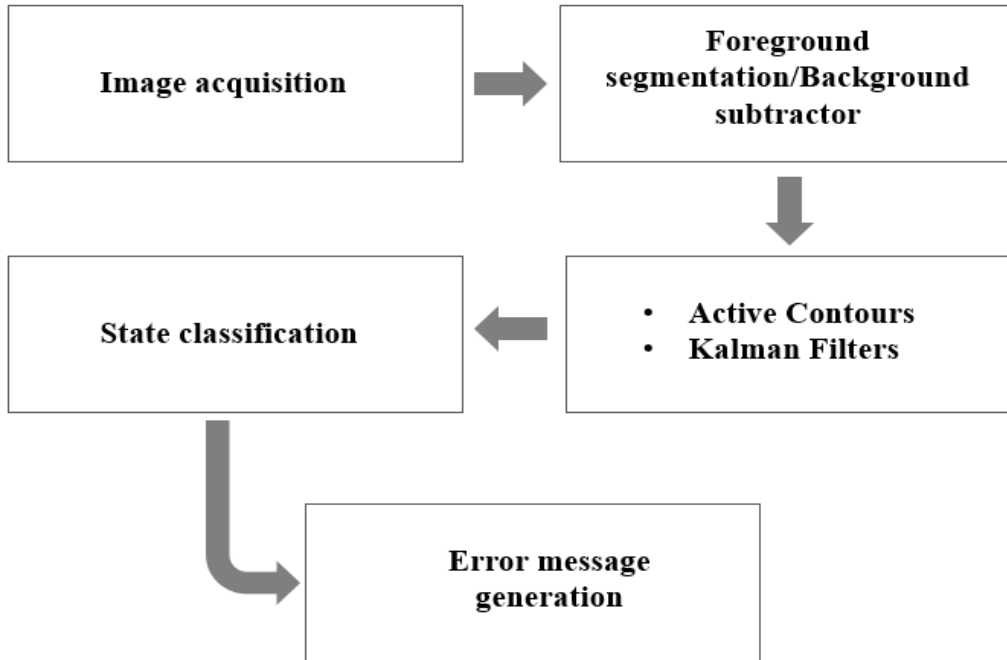 Image acquisition
Foreground
segmentation/Background
subtractor
• Active Contours
• Kalman Filters
State classification
Error message
generation